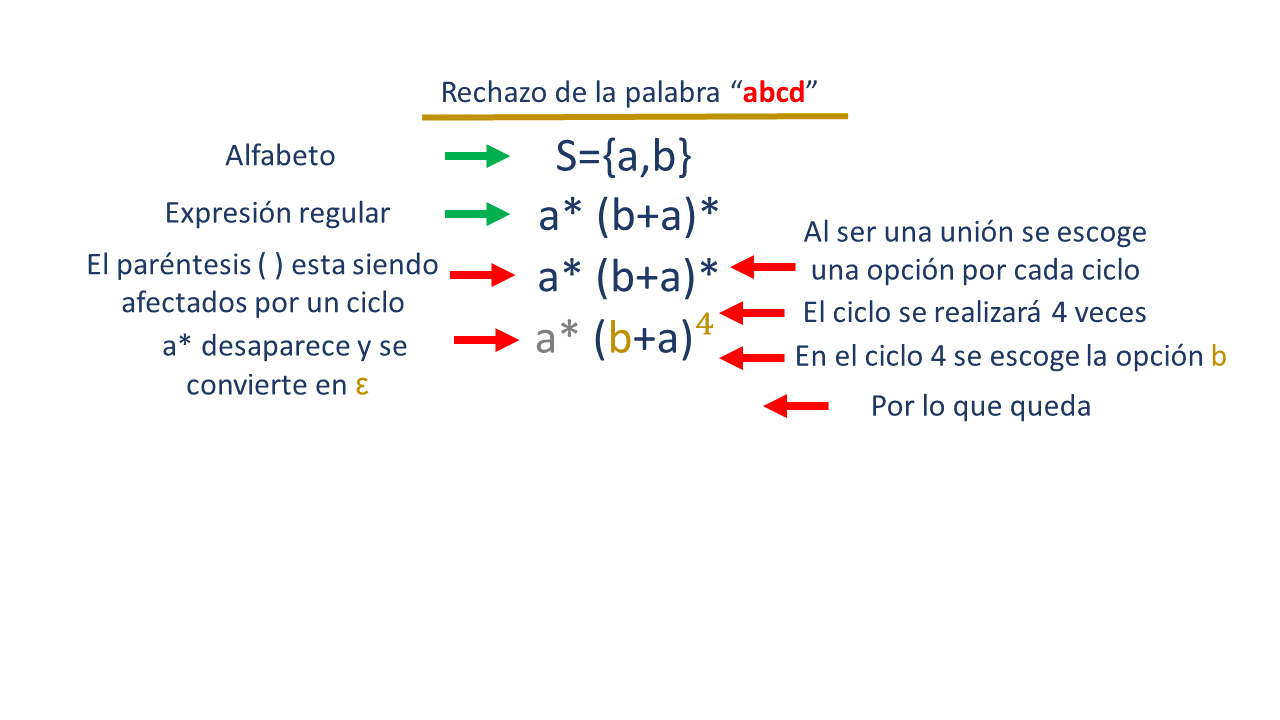 Rechazo de la palabra “abcd”
Alfabeto
S={a,b}
Expresión regular
a* (b+a)*
El paréntesis ( ) esta siendo
afectados por un ciclo
a* (b+a)*
Al ser una unión se escoge
una opción por cada ciclo
a* desaparece y se
convierte en ε
a* (b+a)⁴
El ciclo se realizará 4 veces
En el ciclo 4 se escoge la opción b
Por lo que queda